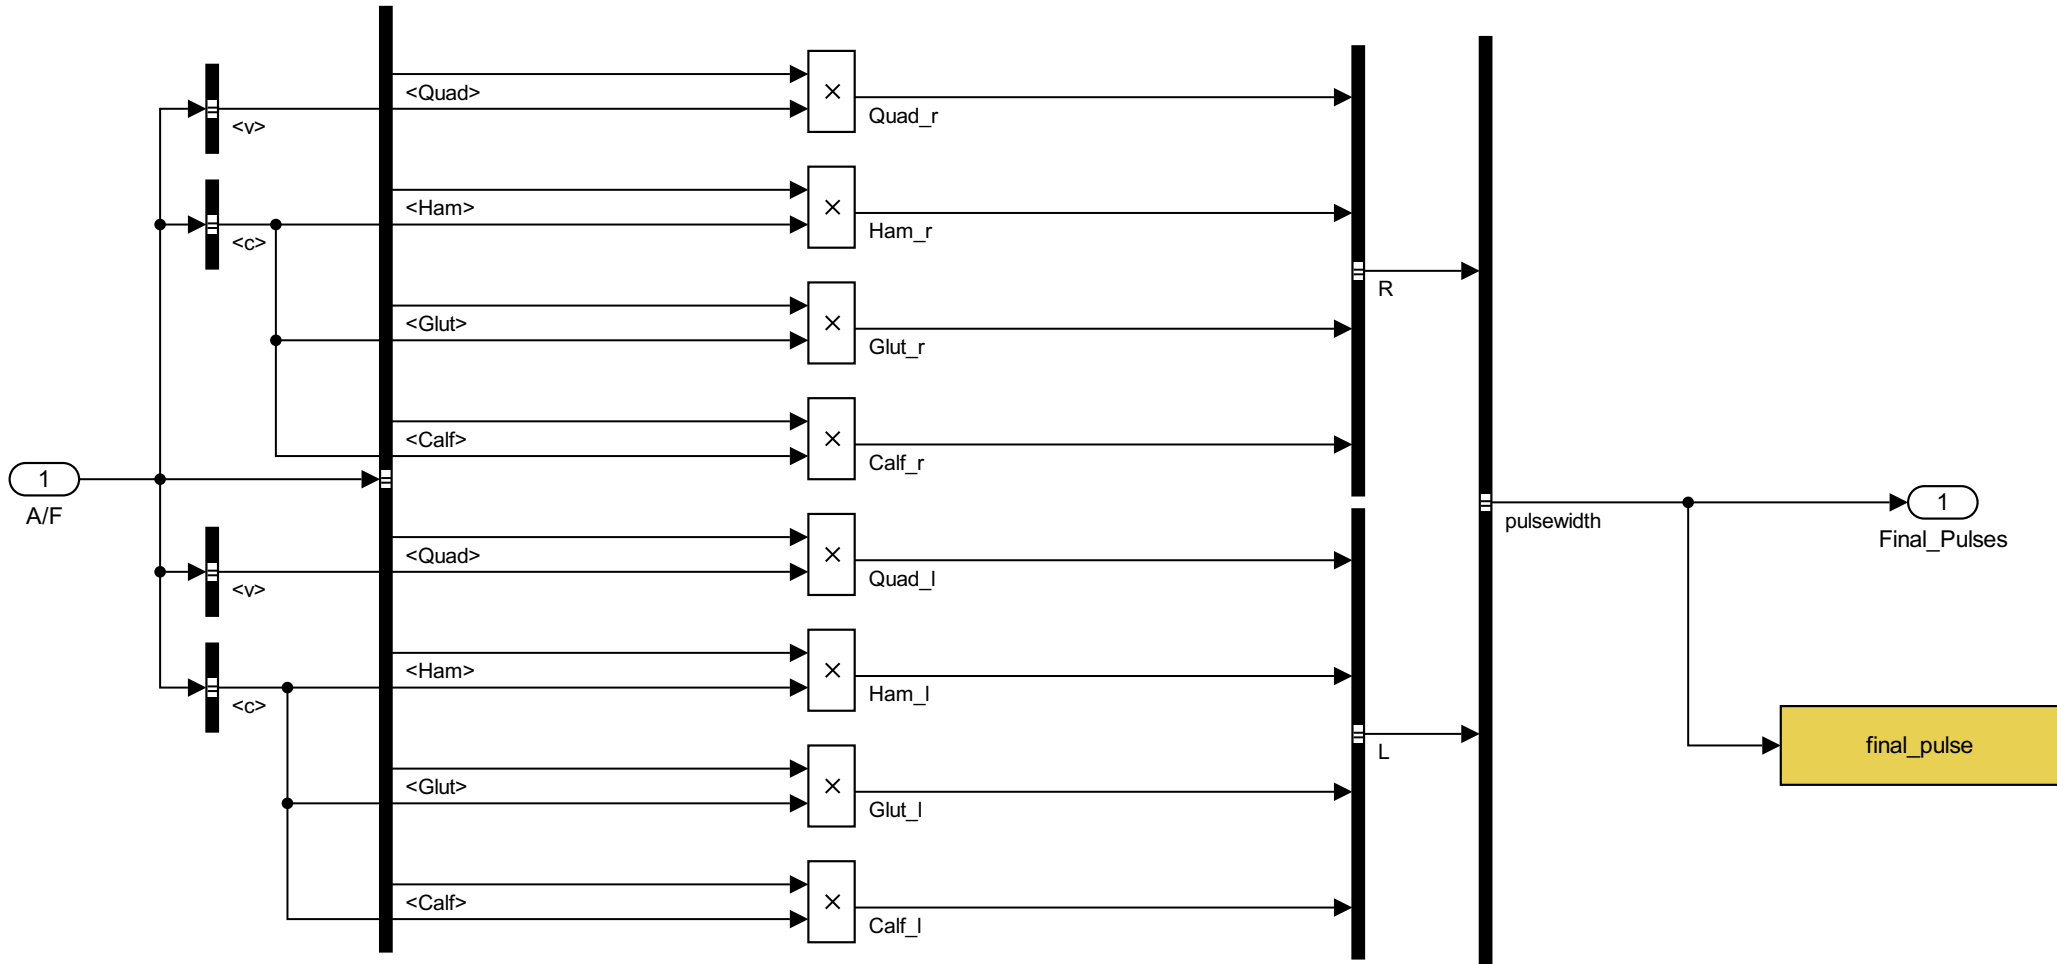 <Quad>
<v>
Quad_r
<Ham>
<c>
Ham_r
R
<Glut>
Glut_r
<Calf>
Calf_r
1
A/F
<Quad>
<v>
Quad_l
pulsewidth
1
Final_Pulses
<Ham>
<c>
Ham_l
L
final_pulse
<Glut>
Glut_l
<Calf>
Calf_l